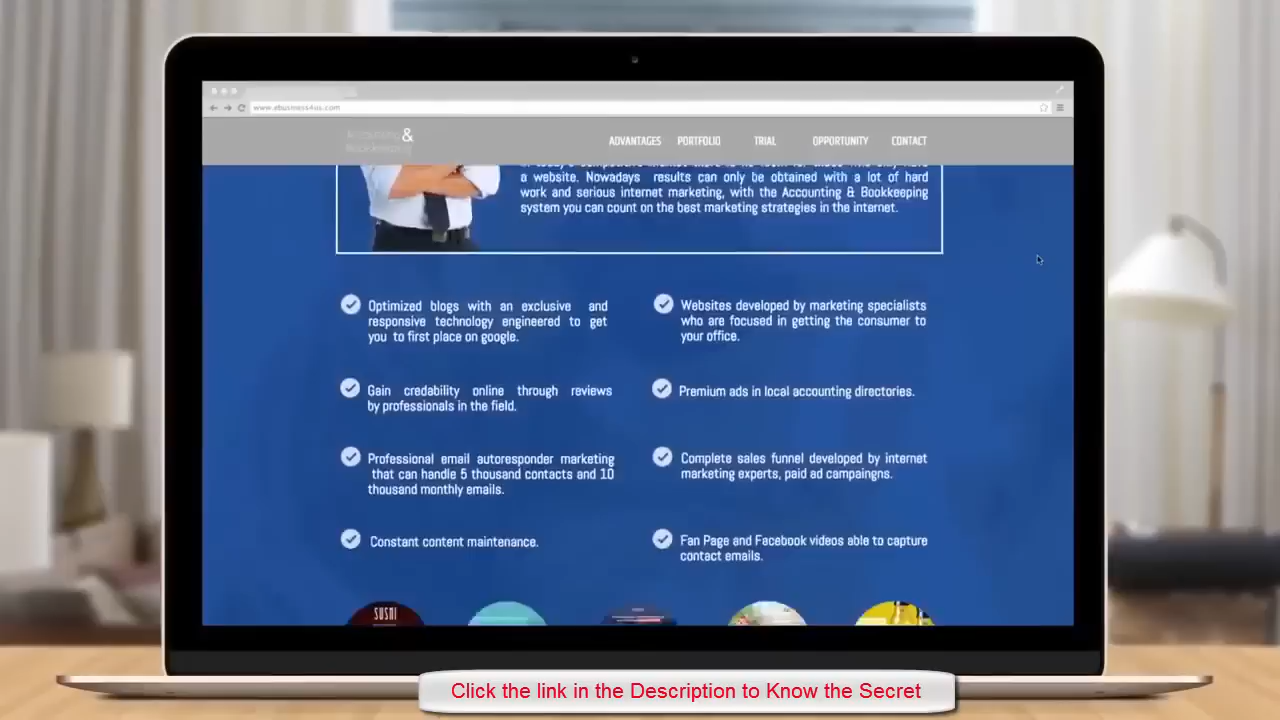 www.ebusiness4us.com
Accounting &
Bookkeeping
ADVANTAGES PORTFOLIO TRIAL OPPORTUNITY CONTACT
a website. Nowadays results can only be obtained with a lot of hard
work and serious internet marketing, with the Accounting & Bookkeeping
system you can count on the best marketing strategies in the internet.
Optimized blogs with an exclusive and
responsive technology engineered to get
you to first place on google.
Websites developed by marketing specialists
who are focused in getting the consumer to
your office.
Gain credability online through reviews
by professionals in the field.
Premium ads in local accounting directories.
Professional email autoresponder marketing
that can handle 5 thousand contacts and 10
thousand monthly emails.
Complete sales funnel developed by internet
marketing experts, paid ad campaingns.
Constant content maintenance.
Fan Page and Facebook videos able to capture
contact emails.
SUSHI
Click the link in the Description to Know the Secret